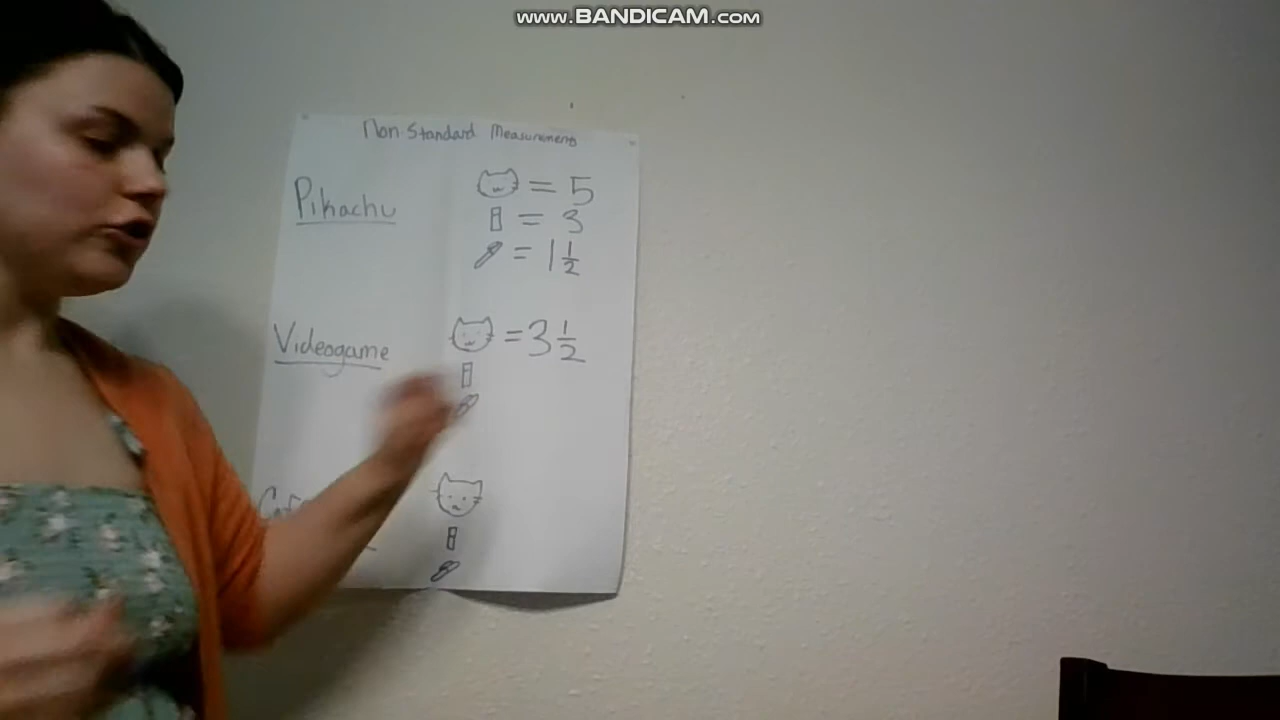 www.BANDICAM.com
Non-Standard Measurements
Pikachu
= 5
= 3
= 1 1/2
Videogame
= 3 1/2